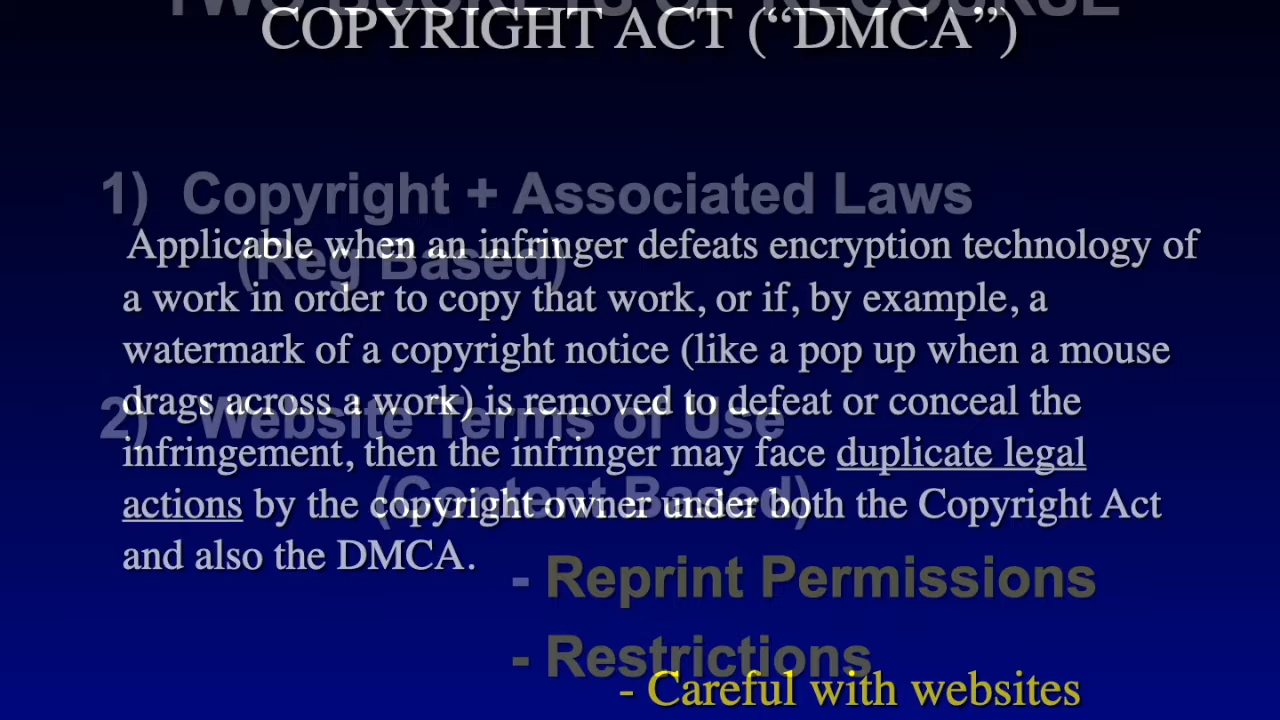 TWO BUCKETS OF RECOURSE
COPYRIGHT ACT (“DMCA”)
1) Copyright + Associated Laws
(Reg Based)
Applicable when an infringer defeats encryption technology of
a work in order to copy that work, or if, by example, a
watermark of a copyright notice (like a pop up when a mouse
drags across a work) is removed to defeat or conceal the
infringement, then the infringer may face duplicate legal
actions by the copyright owner under both the Copyright Act
and also the DMCA.
2) Website Terms of Use
(Content Based)
- Reprint Permissions
- Restrictions
- Careful with websites